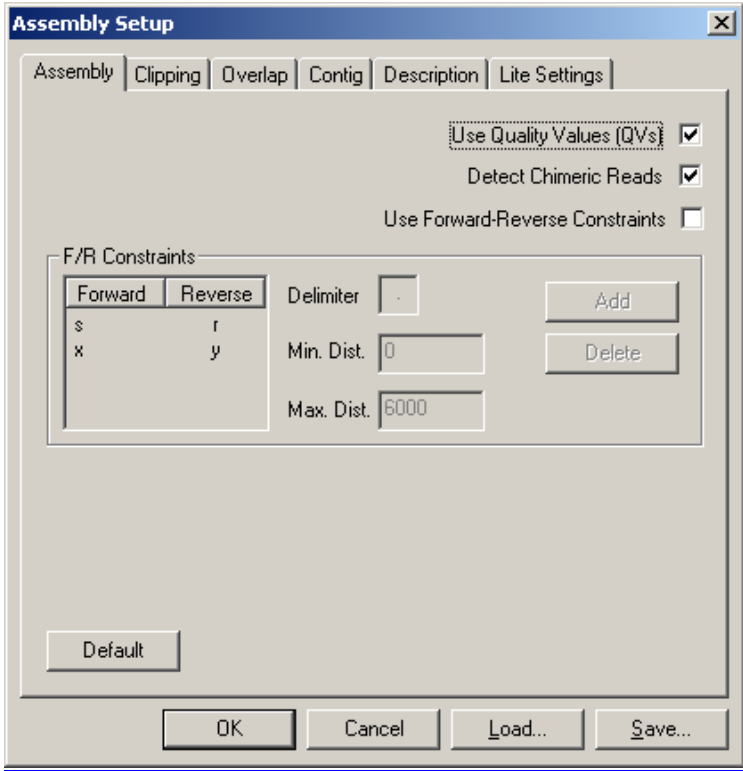 Assembly Setup
Assembly Clipping Overlap Contig Description Lite Settings
Use Quality Values (QVs)
Detect Chimeric Reads
Use Forward-Reverse Constraints
F/R Constraints
Forward Reverse Delimiter . Add
s r
x y Min. Dist. 0 Delete
Max. Dist. 6000
Default
OK Cancel Load... Save...